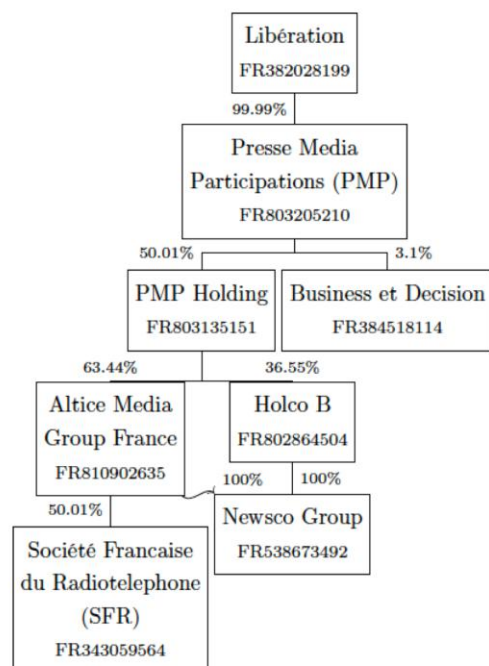 Libération
FR382028199
99.99%
Presse Media
Participations (PMP)
FR803205210
50.01%
3.1%
PMP Holding
FR803135151
Business et Decision
FR384518114
63.44%
36.55%
Altice Media
Group France
FR810902635
Holco B
FR802864504
100%
100%
50.01%
Newsco Group
FR538673492
Société Francaise
du Radiotelephone
(SFR)
FR343059564